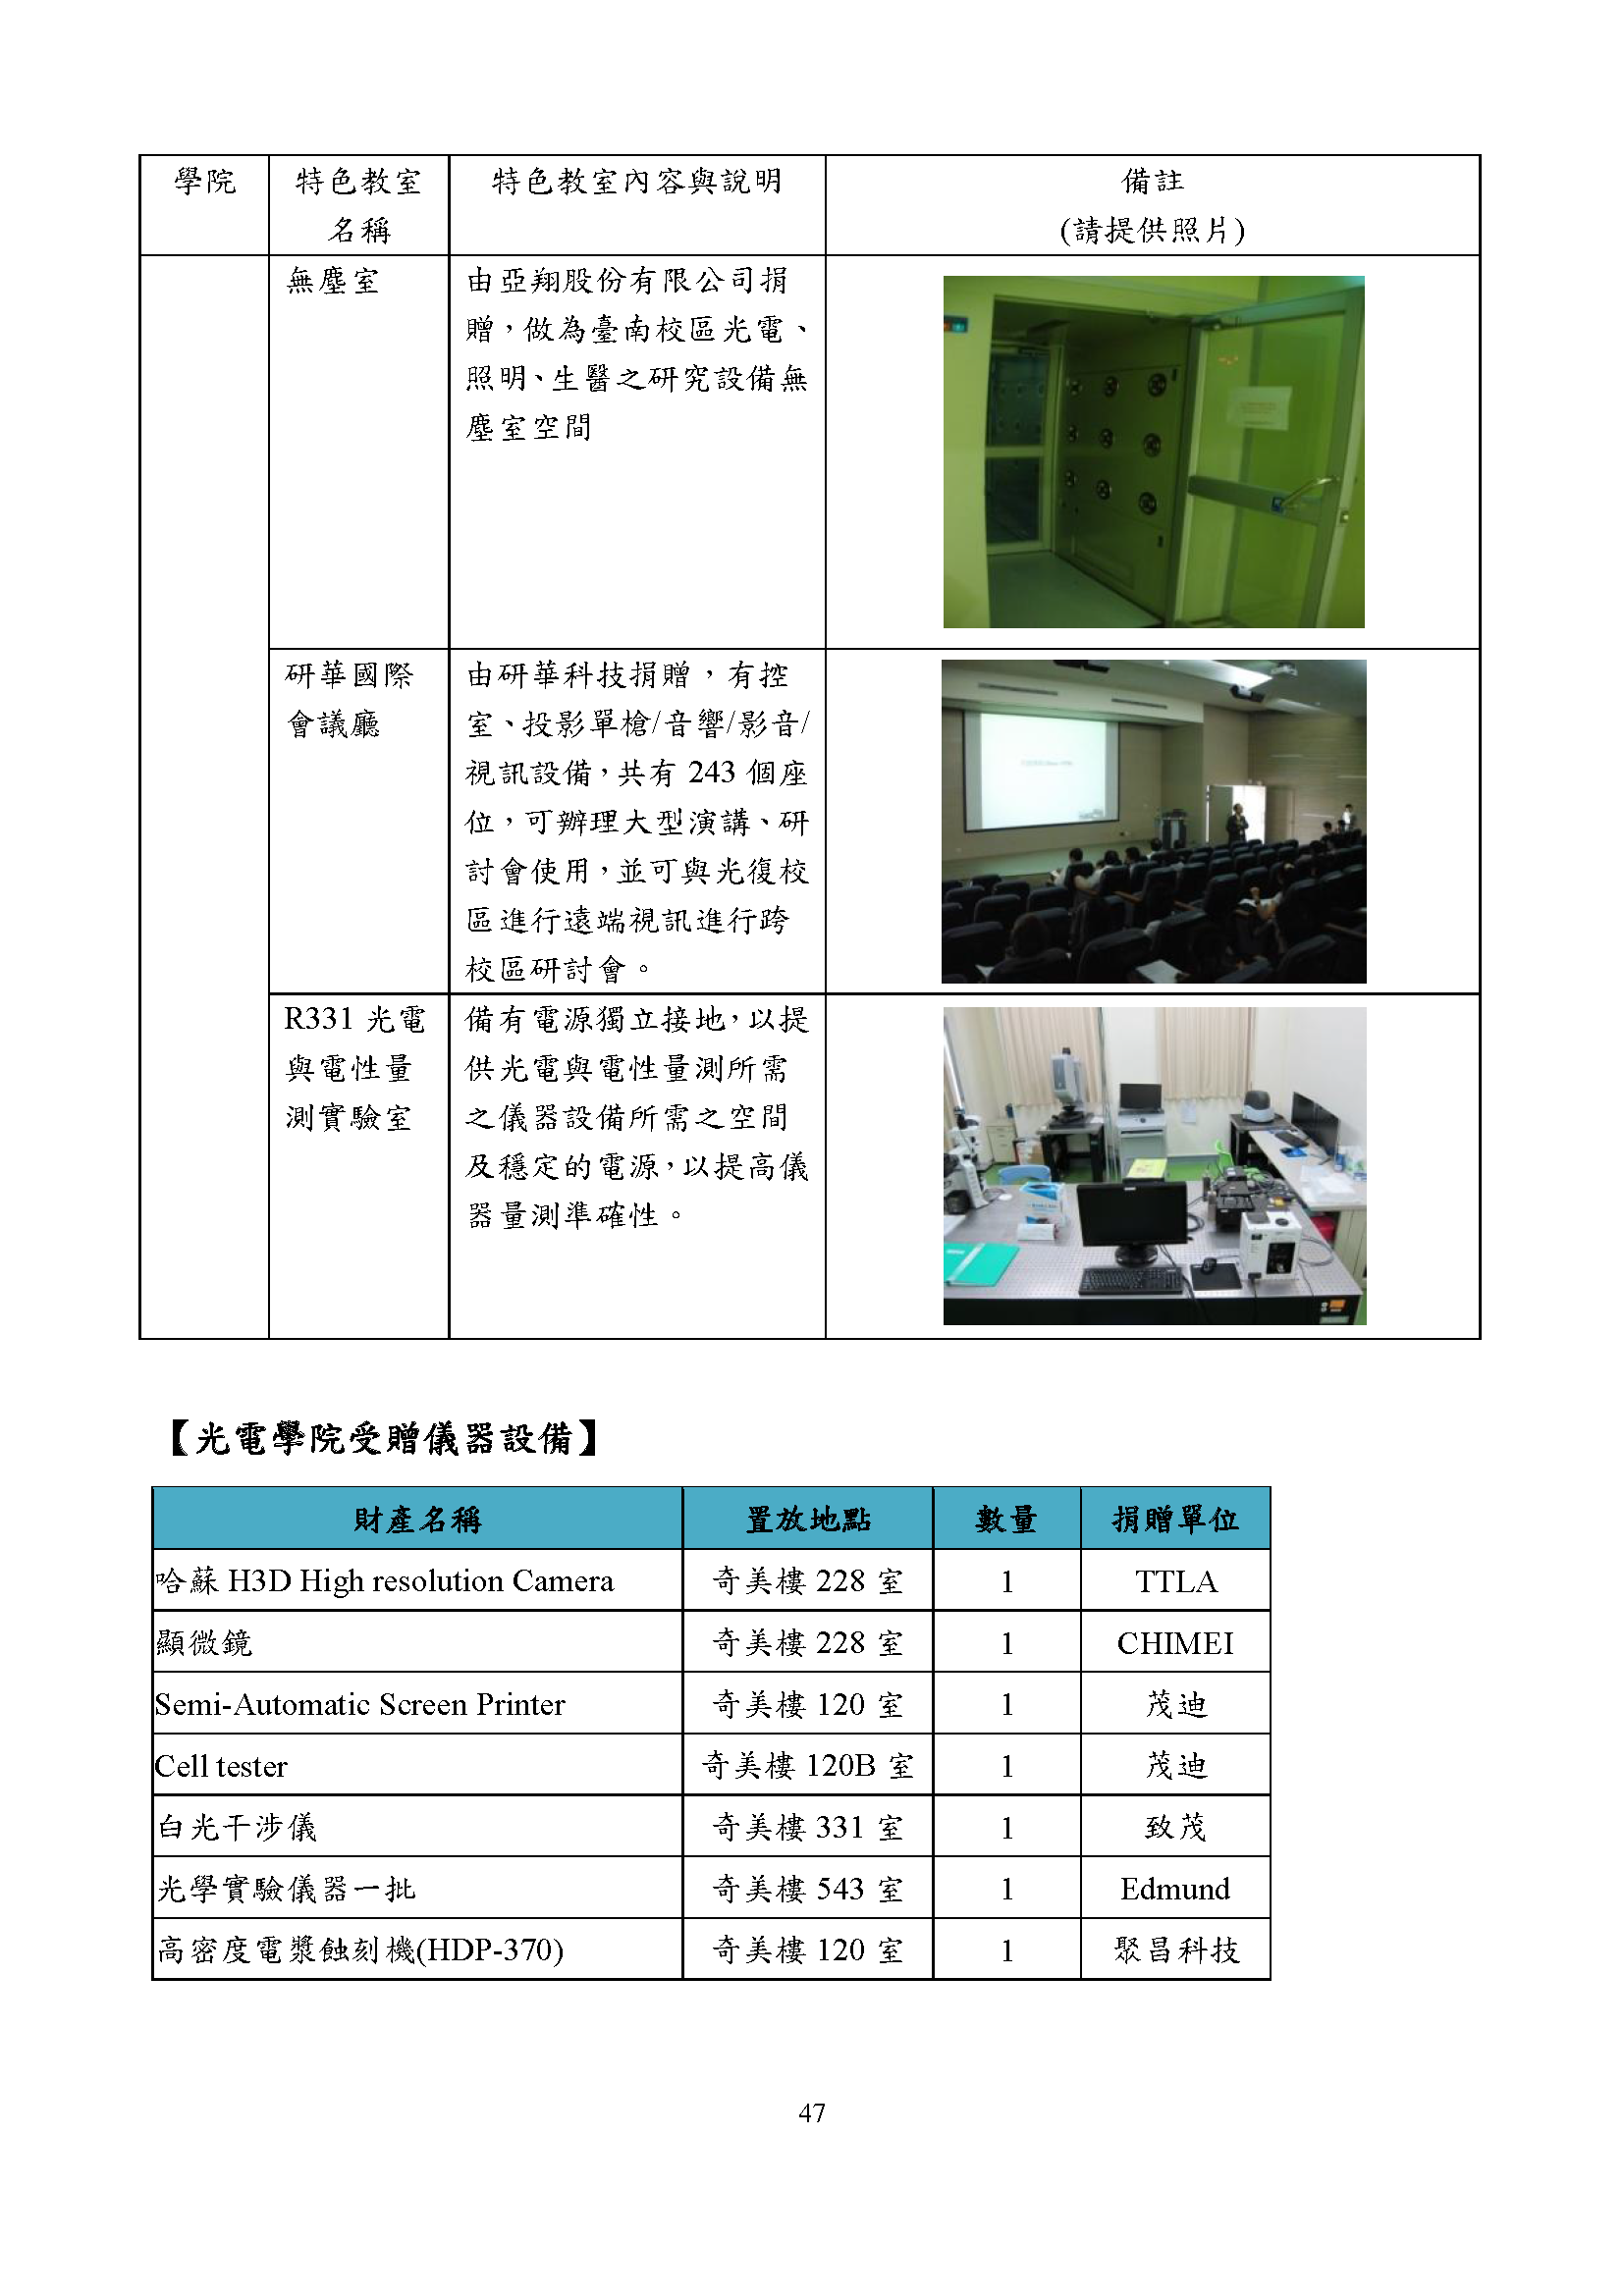 學院
特色教室
名稱
特色教室內容與說明
備註
(請提供照片)
無塵室
由亞翔股份有限公司捐
贈，做為臺南校區光電、
照明、生醫之研究設備無
塵室空間
研華國際
會議廳
由研華科技捐贈，有控
室、投影單槍/音響/影音/
視訊設備，共有 243 個座
位，可辦理大型演講、研
討會使用，並可與光復校
區進行遠端視訊進行跨
校區研討會。
R331 光電
與電性量
測實驗室
備有電源獨立接地，以提
供光電與電性量測所需
之儀器設備所需之空間
及穩定的電源，以提高儀
器量測準確性。
【光電學院受贈儀器設備】
財產名稱 置放地點 數量 捐贈單位
哈蘇 H3D High resolution Camera 奇美樓 228 室 1 TTLA
顯微鏡 奇美樓 228 室 1 CHIMEI
Semi-Automatic Screen Printer 奇美樓 120 室 1 茂迪
Cell tester 奇美樓 120B 室 1 茂迪
白光干涉儀 奇美樓 331 室 1 致茂
光學實驗儀器一批 奇美樓 543 室 1 Edmund
高密度電漿蝕刻機(HDP-370) 奇美樓 120 室 1 聚昌科技
47